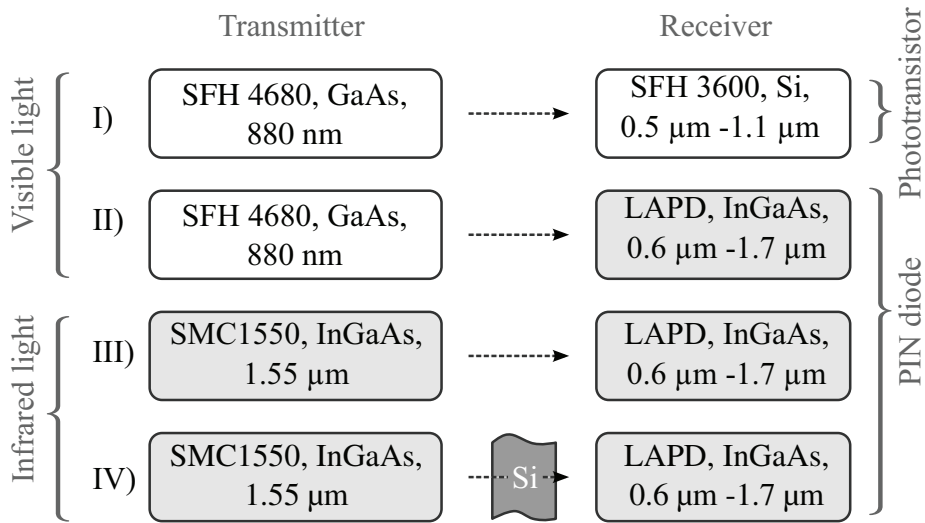 Transmitter
Receiver
Visible light
I)
SFH 4680, GaAs,
880 nm
SFH 3600, Si,
0.5 µm -1.1 µm
Phototransistor
II)
SFH 4680, GaAs,
880 nm
LAPD, InGaAs,
0.6 µm -1.7 µm
PIN diode
Infrared light
III)
SMC1550, InGaAs,
1.55 µm
LAPD, InGaAs,
0.6 µm -1.7 µm
IV)
SMC1550, InGaAs,
1.55 µm
Si
LAPD, InGaAs,
0.6 µm -1.7 µm